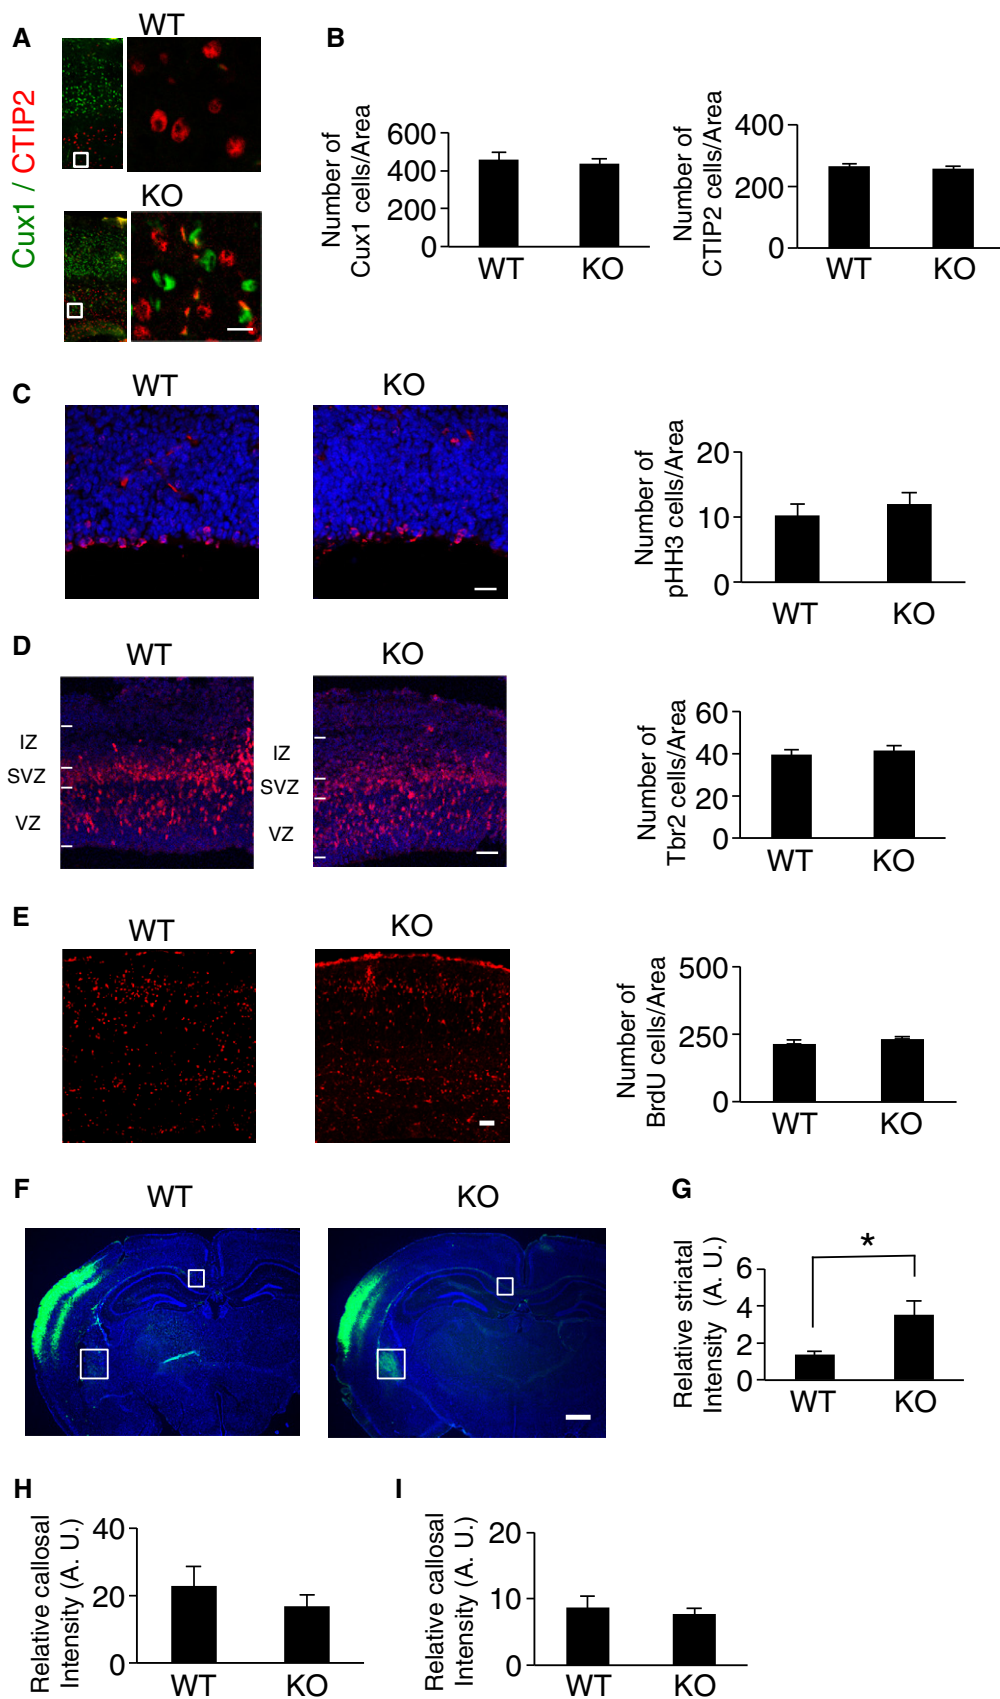 A
WT
Cux1 / CTIP2
KO
B
Number of
Cux1 cells/Area
600
400
200
0
WT KO
Number of
CTIP2 cells/Area
400
200
0
WT KO
C
WT KO
Number of
pHH3 cells/Area
20
10
0
WT KO
D
WT KO
IZ
SVZ
VZ
IZ
SVZ
VZ
Number of
Tbr2 cells/Area
60
40
20
0
WT KO
E
WT KO
Number of
BrdU cells/Area
500
250
0
WT KO
F
WT KO
G
Relative striatal
Intensity (A. U.)
6
4
2
0
*
WT KO
H
Relative callosal
Intensity (A. U.)
40
20
0
WT KO
I
Relative callosal
Intensity (A. U.)
20
10
0
WT KO